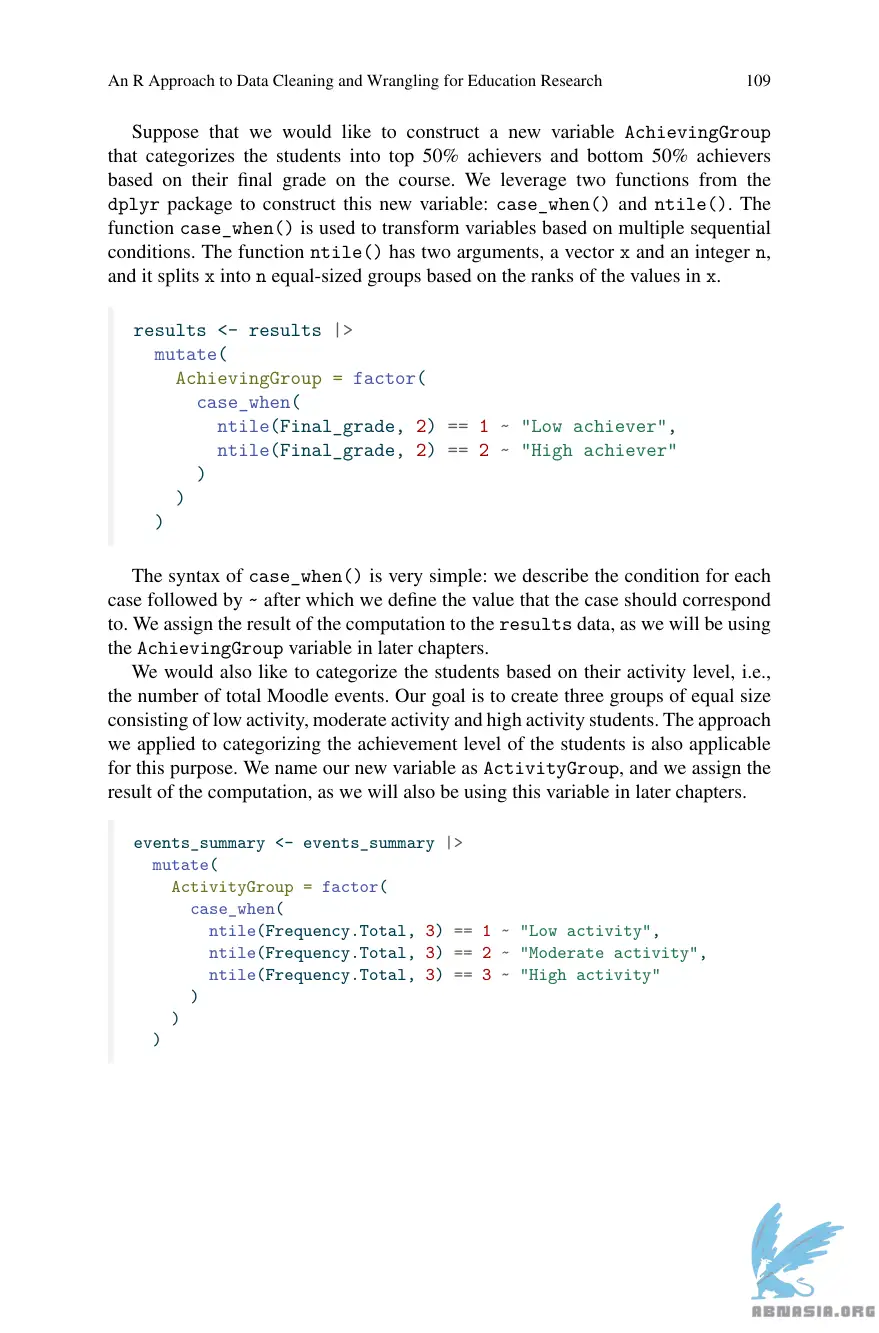 An R Approach to Data Cleaning and Wrangling for Education Research 109
Suppose that we would like to construct a new variable AchievingGroup
that categorizes the students into top 50% achievers and bottom 50% achievers
based on their final grade on the course. We leverage two functions from the
dplyr package to construct this new variable: case_when() and ntile(). The
function case_when() is used to transform variables based on multiple sequential
conditions. The function ntile() has two arguments, a vector x and an integer n,
and it splits x into n equal-sized groups based on the ranks of the values in x.
results <- results |>
  mutate(
    AchievingGroup = factor(
      case_when(
        ntile(Final_grade, 2) == 1 ~ "Low achiever",
        ntile(Final_grade, 2) == 2 ~ "High achiever"
      )
    )
  )
The syntax of case_when() is very simple: we describe the condition for each
case followed by ~ after which we define the value that the case should correspond
to. We assign the result of the computation to the results data, as we will be using
the AchievingGroup variable in later chapters.
We would also like to categorize the students based on their activity level, i.e.,
the number of total Moodle events. Our goal is to create three groups of equal size
consisting of low activity, moderate activity and high activity students. The approach
we applied to categorizing the achievement level of the students is also applicable
for this purpose. We name our new variable as ActivityGroup, and we assign the
result of the computation, as we will also be using this variable in later chapters.
events_summary <- events_summary |>
  mutate(
    ActivityGroup = factor(
      case_when(
        ntile(Frequency.Total, 3) == 1 ~ "Low activity",
        ntile(Frequency.Total, 3) == 2 ~ "Moderate activity",
        ntile(Frequency.Total, 3) == 3 ~ "High activity"
      )
    )
  )
ABNASIA.ORG